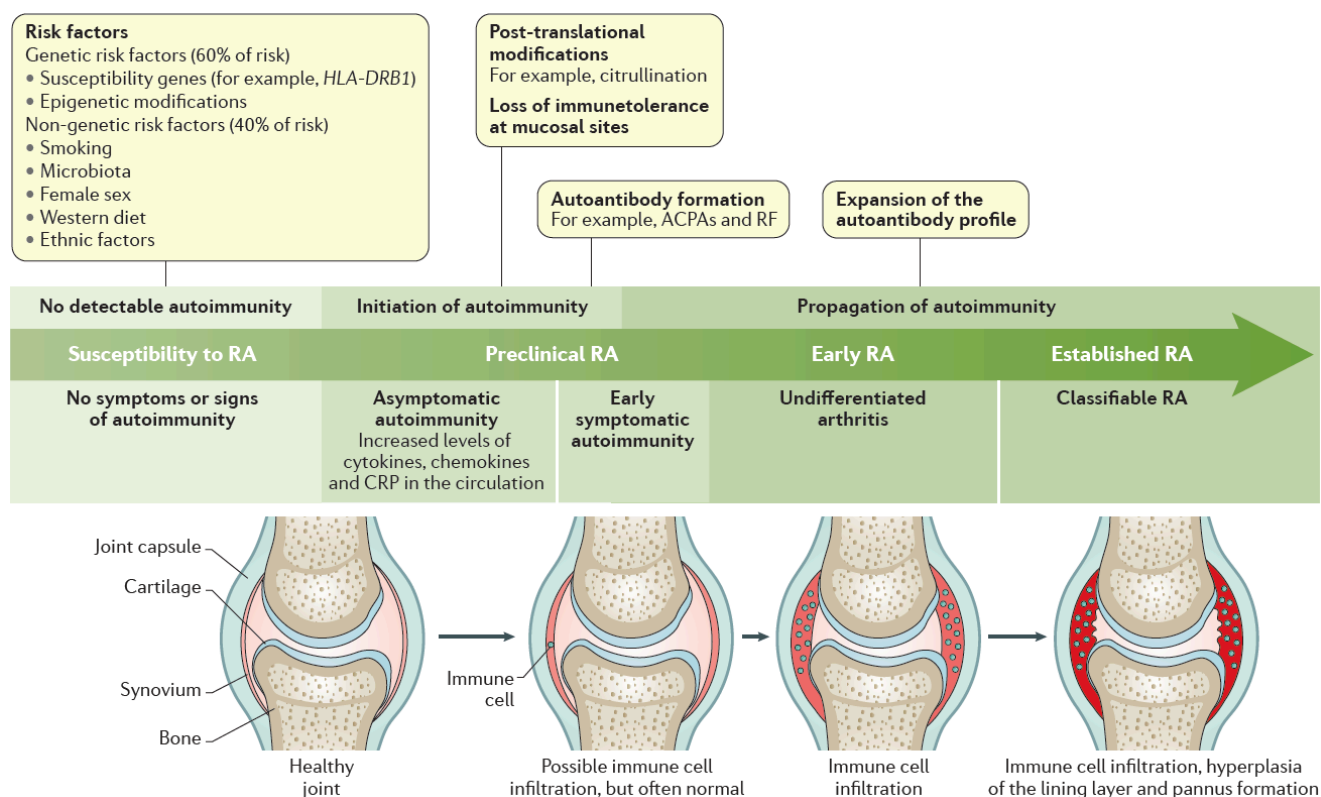 Risk factors
Genetic risk factors (60% of risk)
• Susceptibility genes (for example, HLA-DRB1)
• Epigenetic modifications
Non-genetic risk factors (40% of risk)
• Smoking
• Microbiota
• Female sex
• Western diet
• Ethnic factors
Post-translational
modifications
For example, citrullination
Loss of immunetolerance
at mucosal sites
Autoantibody formation
For example, ACPAs and RF
Expansion of the
autoantibody profile
No detectable autoimmunity
Initiation of autoimmunity
Propagation of autoimmunity
Susceptibility to RA
Preclinical RA
Early RA
Established RA
No symptoms or signs
of autoimmunity
Asymptomatic
autoimmunity
Increased levels of
cytokines, chemokines
and CRP in the circulation
Early
symptomatic
autoimmunity
Undifferentiated
arthritis
Classifiable RA
Joint capsule
Cartilage
Synovium
Bone
Immune
cell
Healthy
joint
Possible immune cell
infiltration, but often normal
Immune cell
infiltration
Immune cell infiltration, hyperplasia
of the lining layer and pannus formation